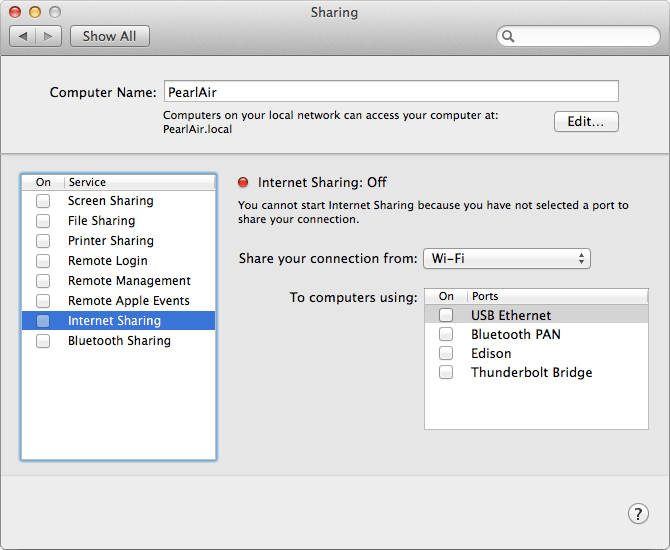 Sharing
Show All
Computer Name: PearlAir
Computers on your local network can access your computer at:
PearlAir.local
Edit...
On Service
Screen Sharing
File Sharing
Printer Sharing
Remote Login
Remote Management
Remote Apple Events
Internet Sharing
Bluetooth Sharing
Internet Sharing: Off
You cannot start Internet Sharing because you have not selected a port to
share your connection.
Share your connection from: Wi-Fi
To computers using:
On Ports
USB Ethernet
Bluetooth PAN
Edison
Thunderbolt Bridge
?